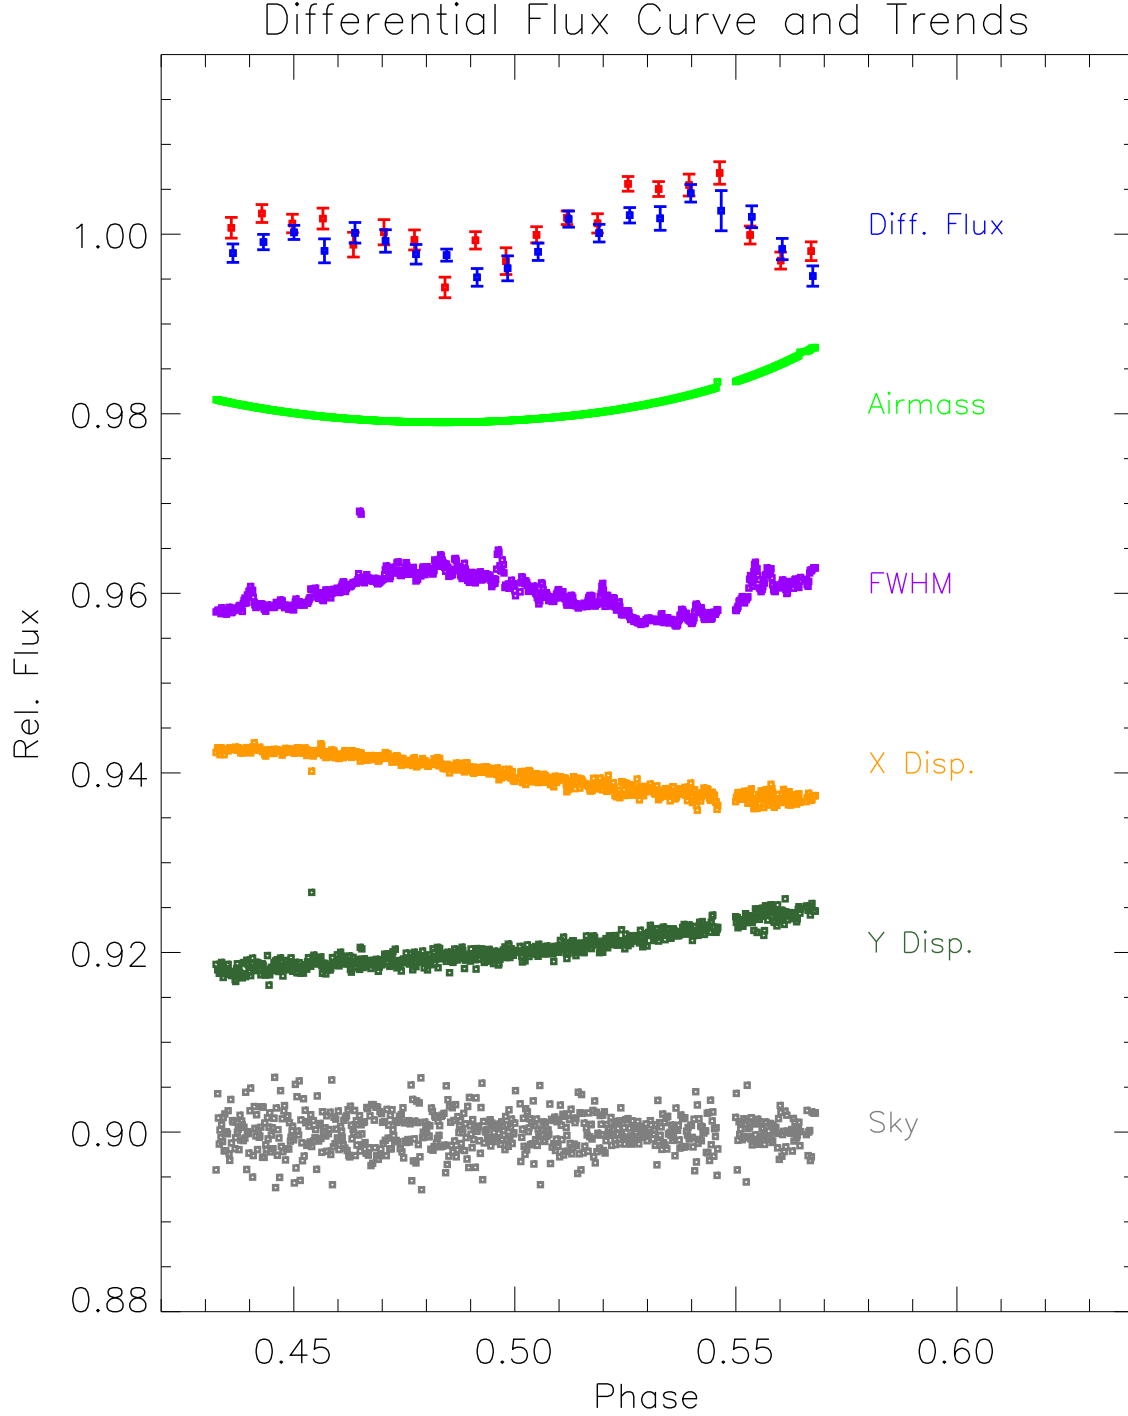 Differential Flux Curve and Trends
1.00
Diff. Flux
0.98
Airmass
0.96
FWHM
Rel. Flux
0.94
X Disp.
0.92
Y Disp.
0.90
Sky
0.88
0.45 0.50 0.55 0.60
Phase